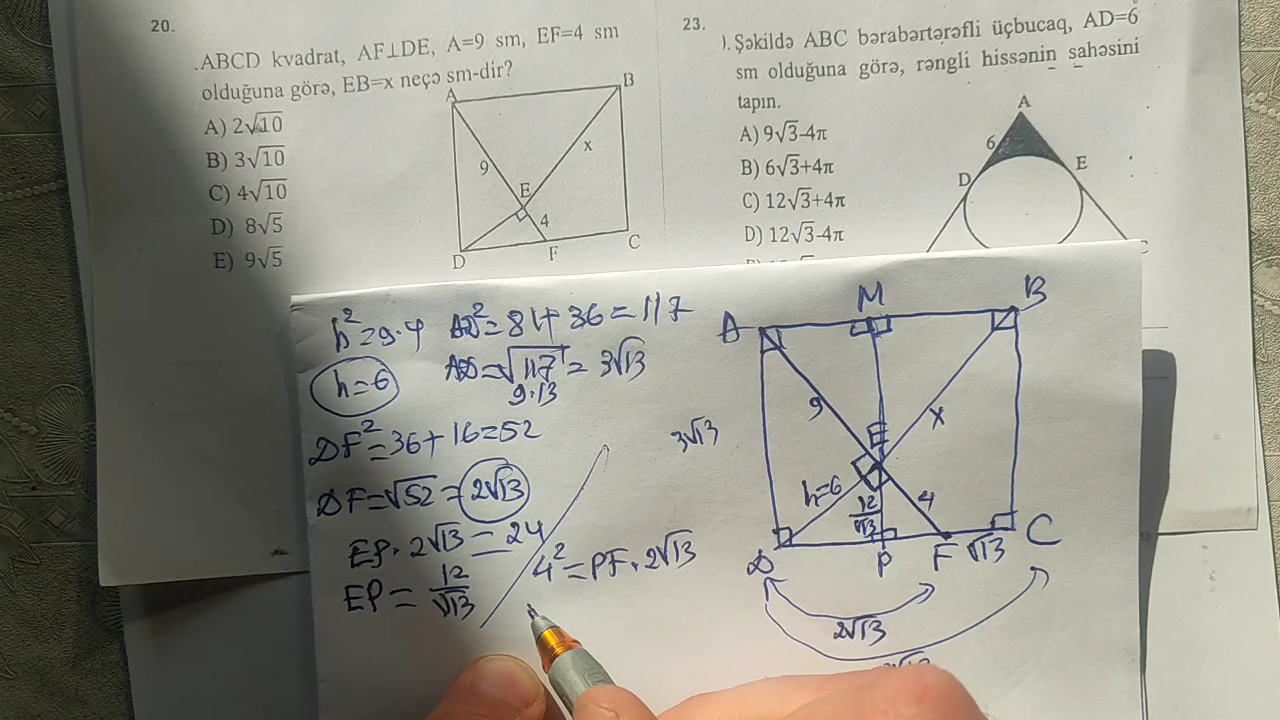 20.
.ABCD kvadrat, AF⊥DE, A=9 sm, EF=4 sm
olduğuna görə, EB=x neçə sm-dir?
A) 2√10
B) 3√10
C) 4√10
D) 8√5
E) 9√5
A
B
9
x
E
4
D
F
C
23.
). Şəkildə ABC bərabərtərəfli üçbucaq, AD=6
sm olduğuna görə, rəngli hissənin sahəsini
tapın.
A) 9√3-4π
B) 6√3+4π
C) 12√3+4π
D) 12√3-4π
A
6
D
E
h²=9·4 AD²=81+36=117
h=6 AD=√117=3√13
9·13
DF²=36+16=52
DF=√52=2√13
EP·2√13=24
EP=12/√13
4²=PF·2√13
3√13
A
M
B
9
x
E
h=6
12/√13
4
D
P
F
√13
C
2√13